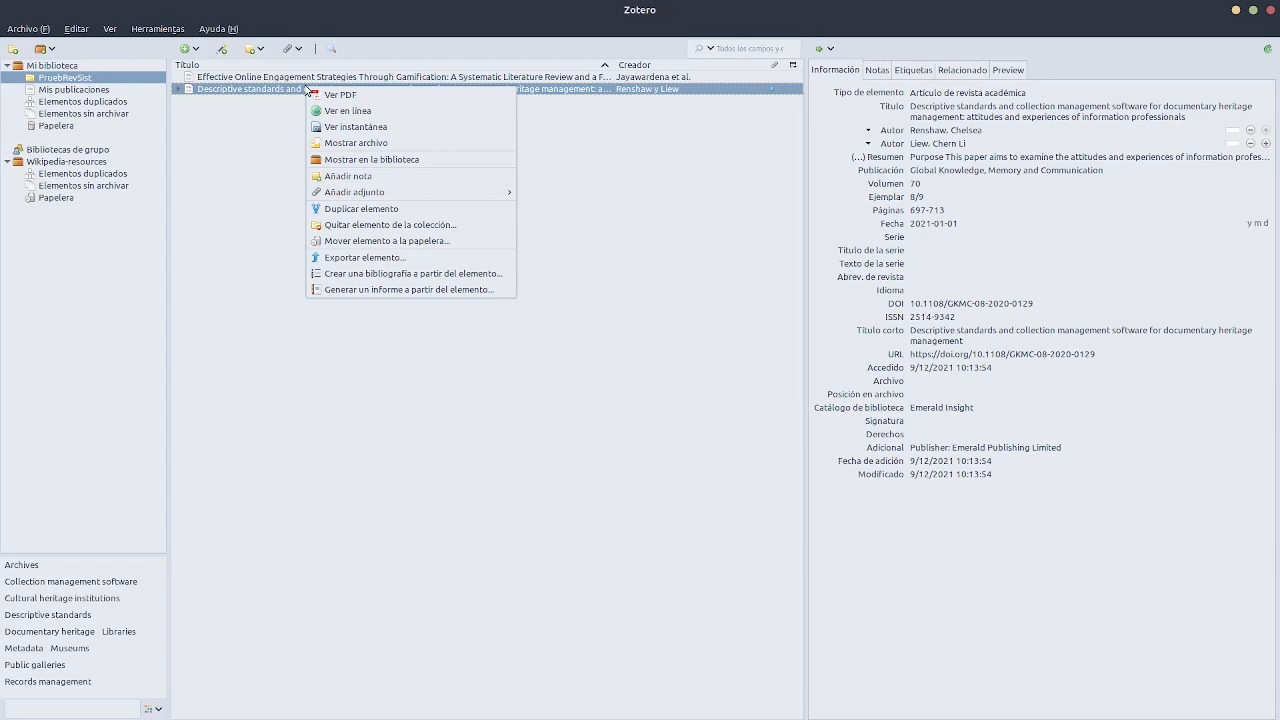 Zotero
Archivo (F) Editar Ver Herramientas Ayuda (H)
Todos los campos y e
Mi biblioteca
PruebRevSist
Mis publicaciones
Elementos duplicados
Elementos sin archivar
Papelera
Bibliotecas de grupo
Wikipedia-resources
Elementos duplicados
Elementos sin archivar
Papelera
Archives
Collection management software
Cultural heritage institutions
Descriptive standards
Documentary heritage Libraries
Metadata Museums
Public galleries
Records management
Título Creador
Effective Online Engagement Strategies Through Gamification: A Systematic Literature Review and a F... Jayawardena et al.
Descriptive standards and ritage management: a... Renshaw y Liew
Ver PDF
Ver en línea
Ver instantánea
Mostrar archivo
Mostrar en la biblioteca
Añadir nota
Añadir adjunto
Duplicar elemento
Quitar elemento de la colección...
Mover elemento a la papelera...
Exportar elemento...
Crear una bibliografía a partir del elemento...
Generar un informe a partir del elemento...
Información Notas Etiquetas Relacionado Preview
Tipo de elemento Artículo de revista académica
Título Descriptive standards and collection management software for documentary heritage
management: attitudes and experiences of information professionals
Autor Renshaw, Chelsea
Autor Liew, Chern Li
(...) Resumen Purpose This paper aims to examine the attitudes and experiences of information profes...
Publicación Global Knowledge, Memory and Communication
Volumen 70
Ejemplar 8/9
Páginas 697-713
Fecha 2021-01-01 y m d
Serie
Título de la serie
Texto de la serie
Abrev. de revista
Idioma
DOI 10.1108/GKMC-08-2020-0129
ISSN 2514-9342
Título corto Descriptive standards and collection management software for documentary heritage
management
URL https://doi.org/10.1108/GKMC-08-2020-0129
Accedido 9/12/2021 10:13:54
Archivo
Posición en archivo
Catálogo de biblioteca Emerald Insight
Signatura
Derechos
Adicional Publisher: Emerald Publishing Limited
Fecha de adición 9/12/2021 10:13:54
Modificado 9/12/2021 10:13:54